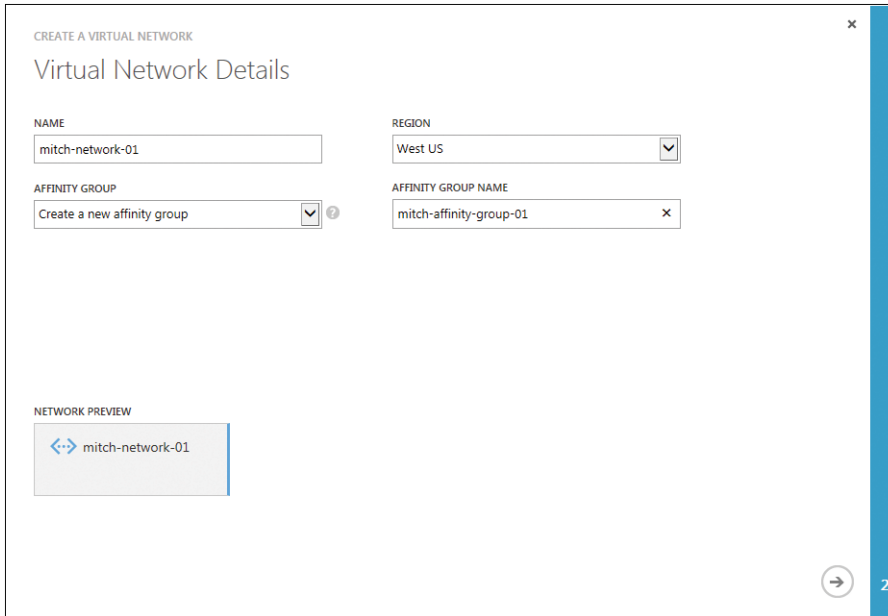 CREATE A VIRTUAL NETWORK
Virtual Network Details
NAME
mitch-network-01
REGION
West US
AFFINITY GROUP
Create a new affinity group
AFFINITY GROUP NAME
mitch-affinity-group-01
NETWORK PREVIEW
mitch-network-01
2